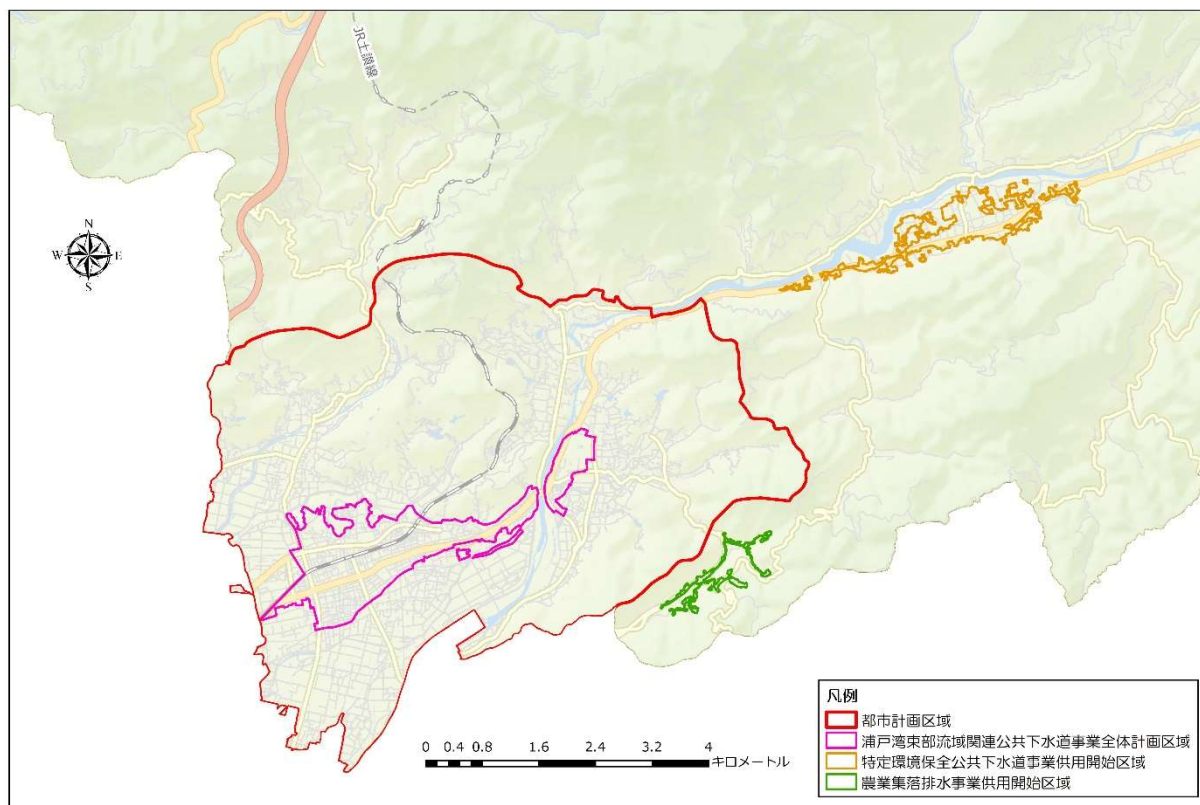 JR土讃線
N
W E
S
凡例
都市計画区域
浦戸湾東部流域関連公共下水道事業全体計画区域
特定環境保全公共下水道事業供用開始区域
農業集落排水事業供用開始区域
0 0.4 0.8 1.6 2.4 3.2 4
キロメートル